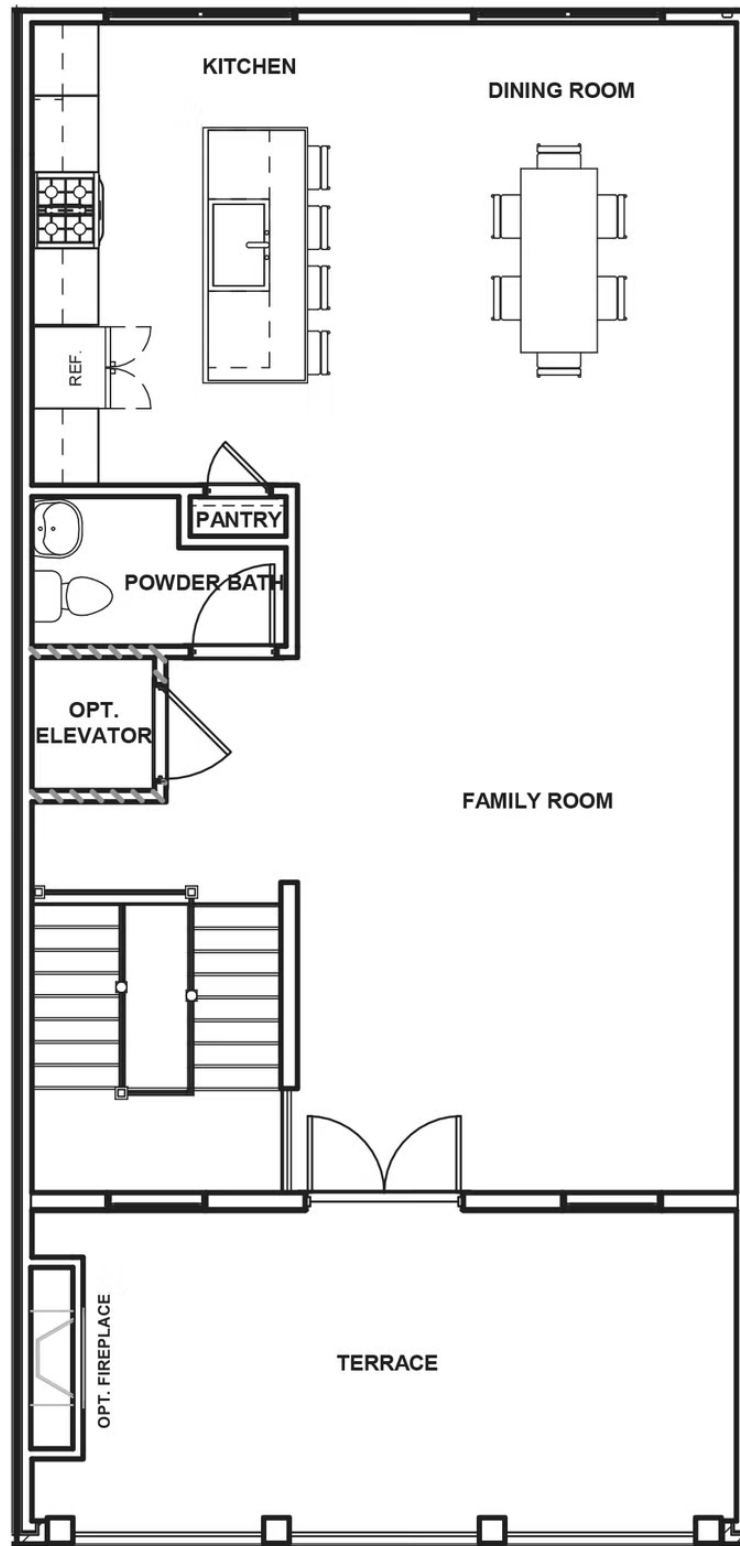 KITCHEN
DINING ROOM
REF.
PANTRY
POWDER BATH
OPT.
ELEVATOR
FAMILY ROOM
OPT. FIREPLACE
TERRACE